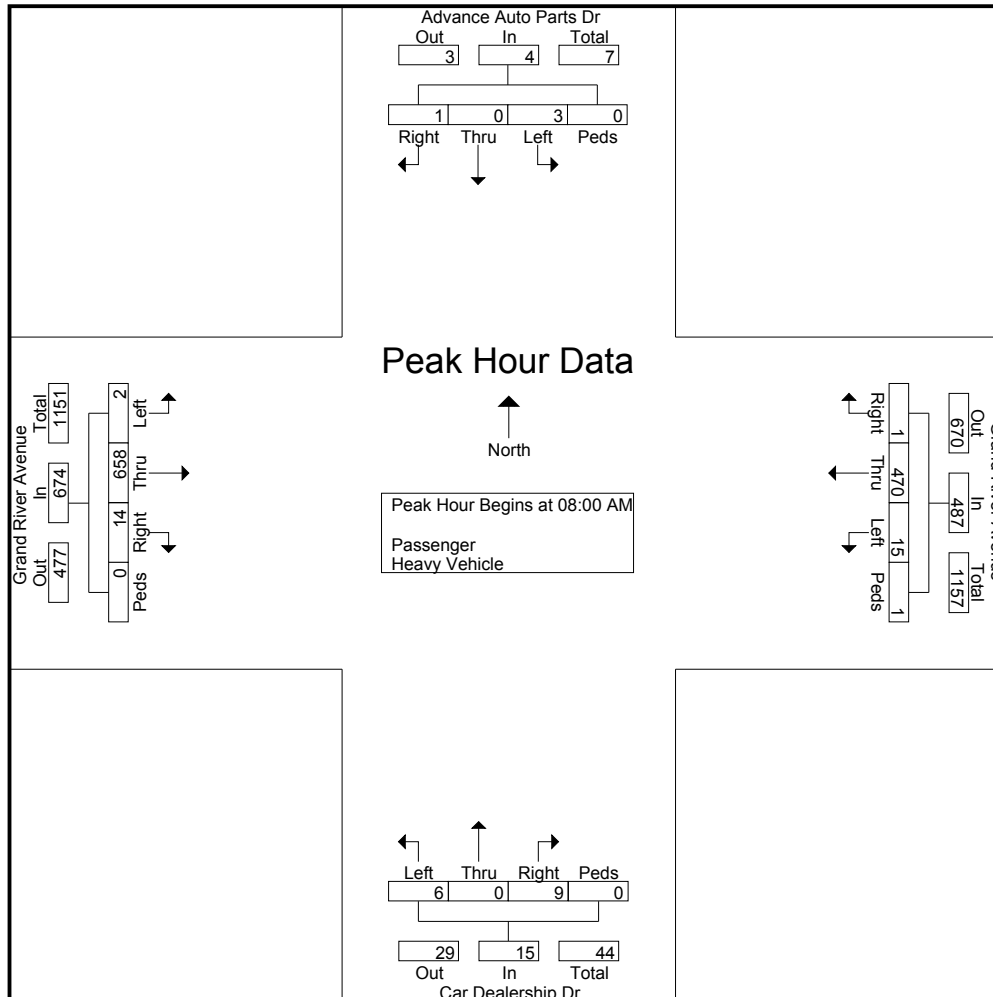 Advance Auto Parts Dr
Out In Total
3 4 7
1 0 3 0
Right Thru Left Peds
Peak Hour Data
North
Peak Hour Begins at 08:00 AM
Passenger
Heavy Vehicle
Grand River Avenue
Total In Out
1151 674 477
2 658 14 0
Left Thru Right Peds
Out In Total
670 487 1157
1 470 15 1
Right Thru Left Peds
Left Thru Right Peds
6 0 9 0
29 15 44
Out In Total
Car Dealership Dr